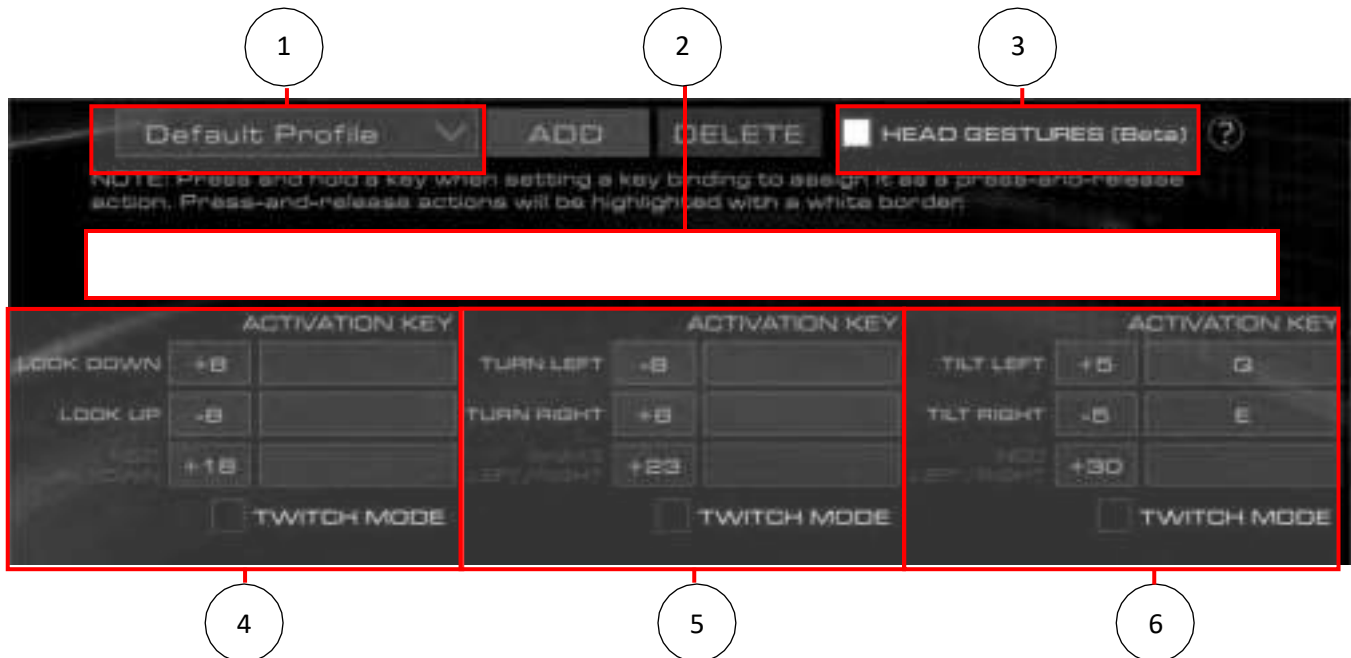 1
2
3
Default Profile
ADD
DELETE
HEAD GESTURES (Beta)
?
NOTE: Press and hold a key when setting a key binding to assign it as a press-and-release
action. Press-and-release actions will be highlighted with a white border.
ACTIVATION KEY
ACTIVATION KEY
ACTIVATION KEY
LOOK DOWN +8
TURN LEFT -8
TILT LEFT +5 Q
LOOK UP -8
TURN RIGHT +8
TILT RIGHT -5 E
+18
+23
LEFT/RIGHT +30
TWITCH MODE
TWITCH MODE
TWITCH MODE
4
5
6